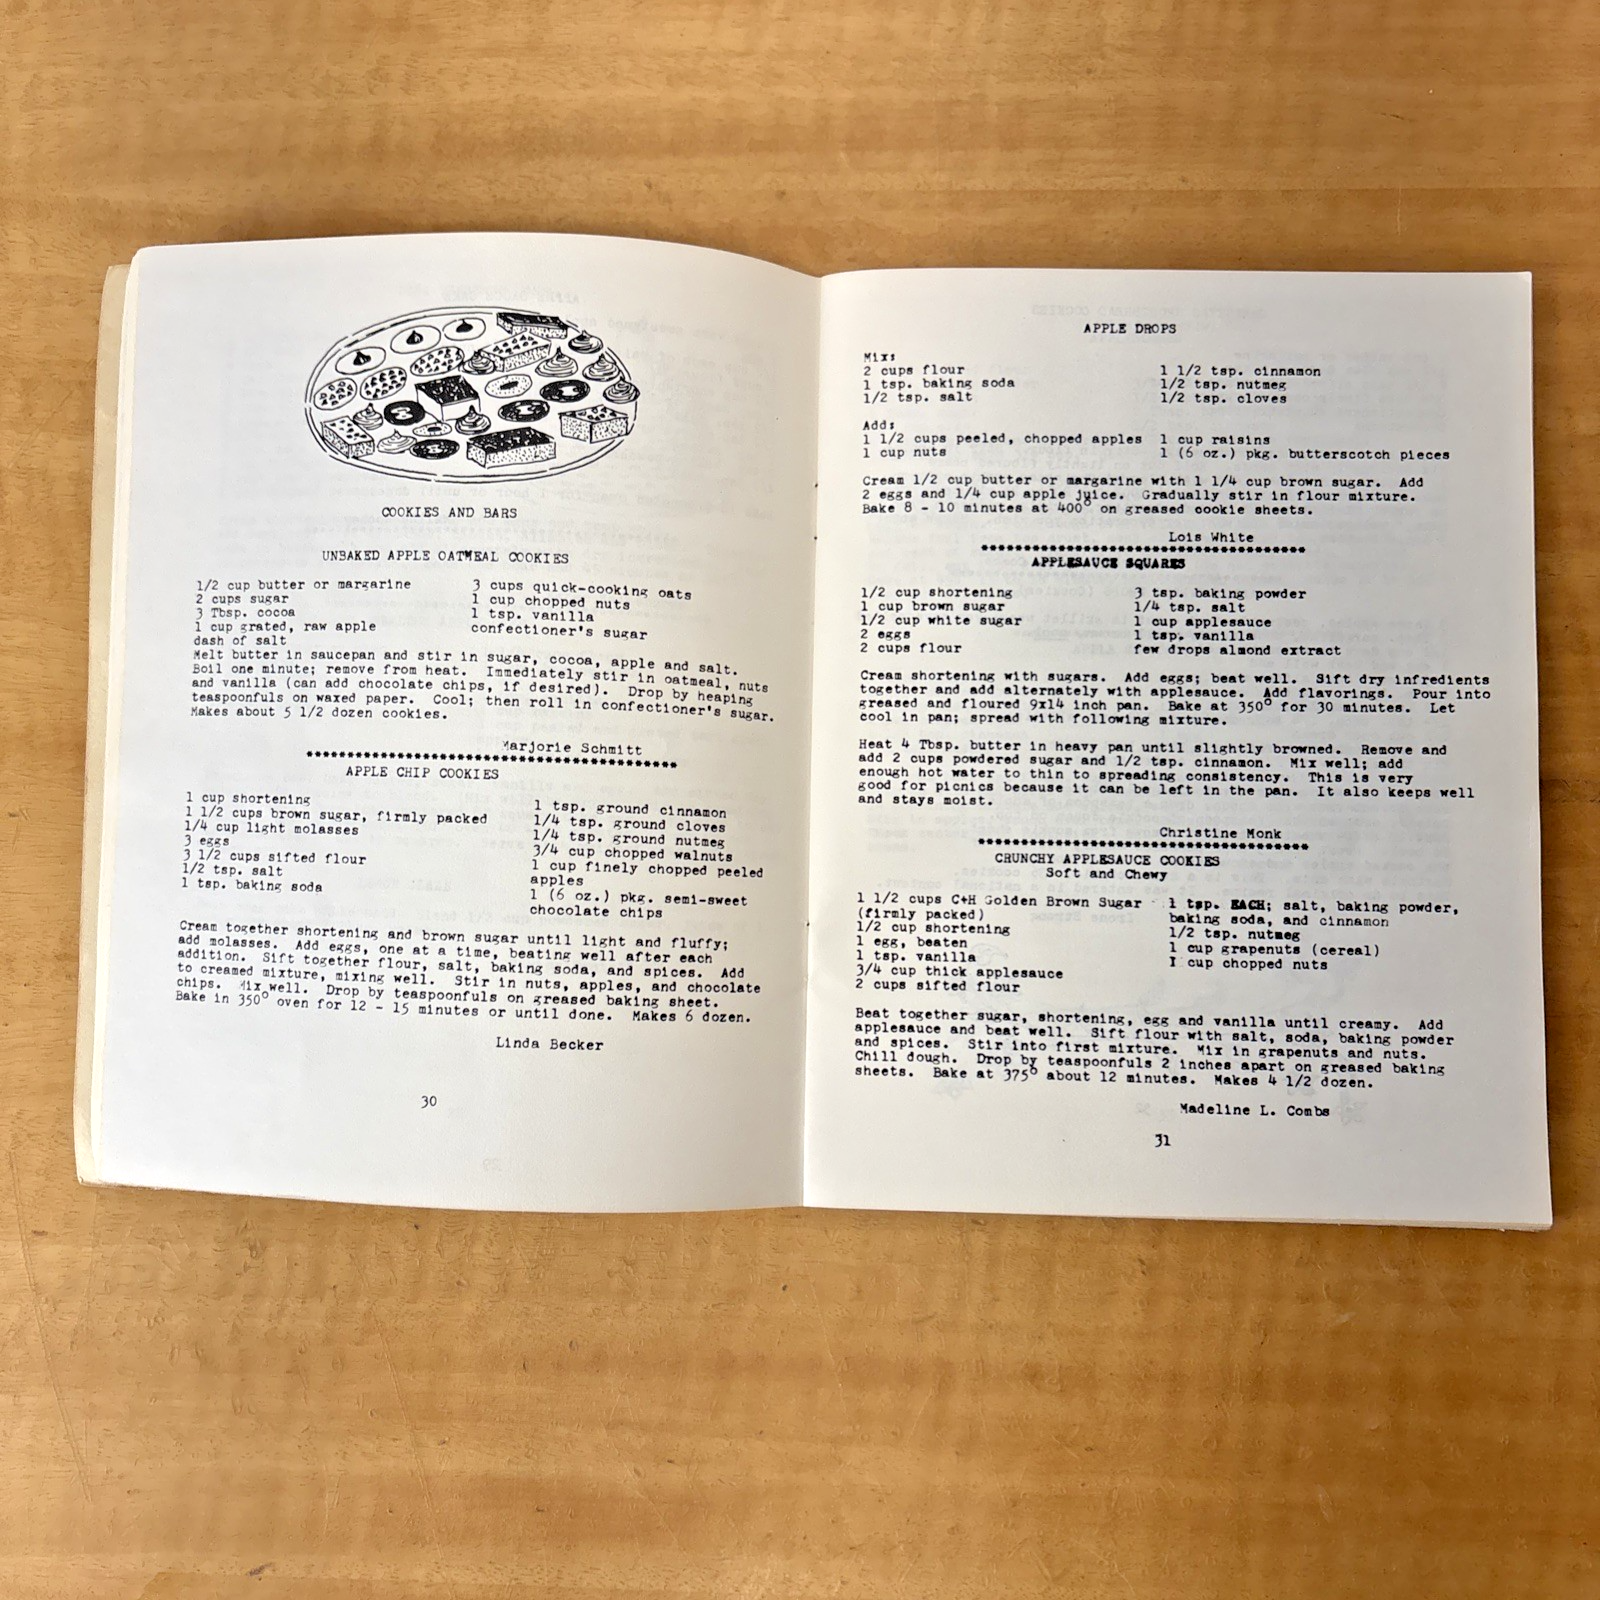 COOKIES AND BARS
UNBAKED APPLE OATMEAL COOKIES
1/2 cup butter or margarine
2 cups sugar
3 Tbsp. cocoa
1 cup grated, raw apple
dash of salt
3 cups quick-cooking oats
1 cup chopped nuts
1 tsp. vanilla
confectioner's sugar
Melt butter in saucepan and stir in sugar, cocoa, apple and salt.
Boil one minute; remove from heat. Immediately stir in oatmeal, nuts
and vanilla (can add chocolate chips, if desired). Drop by heaping
teaspoonfuls on waxed paper. Cool; then roll in confectioner's sugar.
Makes about 5 1/2 dozen cookies.
Marjorie Schmitt
******************************************
APPLE CHIP COOKIES
1 cup shortening
1 1/2 cups brown sugar, firmly packed
1/4 cup light molasses
3 eggs
3 1/2 cups sifted flour
1/2 tsp. salt
1 tsp. baking soda
1 tsp. ground cinnamon
1/4 tsp. ground cloves
1/4 tsp. ground nutmeg
3/4 cup chopped walnuts
1 cup finely chopped peeled
apples
1 (6 oz.) pkg. semi-sweet
chocolate chips
Cream together shortening and brown sugar until light and fluffy;
add molasses. Add eggs, one at a time, beating well after each
addition. Sift together flour, salt, baking soda, and spices. Add
to creamed mixture, mixing well. Stir in nuts, apples, and chocolate
chips. Mix well. Drop by teaspoonfuls on greased baking sheet.
Bake in 350° oven for 12 - 15 minutes or until done. Makes 6 dozen.
Linda Becker
30
APPLE DROPS
Mix:
2 cups flour
1 tsp. baking soda
1/2 tsp. salt
1 1/2 tsp. cinnamon
1/2 tsp. nutmeg
1/2 tsp. cloves
Add:
1 1/2 cups peeled, chopped apples
1 cup nuts
1 cup raisins
1 (6 oz.) pkg. butterscotch pieces
Cream 1/2 cup butter or margarine with 1 1/4 cup brown sugar. Add
2 eggs and 1/4 cup apple juice. Gradually stir in flour mixture.
Bake 8 - 10 minutes at 400° on greased cookie sheets.
Lois White
*************************************
APPLESAUCE SQUARES
1/2 cup shortening
1 cup brown sugar
1/2 cup white sugar
2 eggs
2 cups flour
3 tsp. baking powder
1/4 tsp. salt
1 cup applesauce
1 tsp. vanilla
few drops almond extract
Cream shortening with sugars. Add eggs; beat well. Sift dry infredients
together and add alternately with applesauce. Add flavorings. Pour into
greased and floured 9x14 inch pan. Bake at 350° for 30 minutes. Let
cool in pan; spread with following mixture.
Heat 4 Tbsp. butter in heavy pan until slightly browned. Remove and
add 2 cups powdered sugar and 1/2 tsp. cinnamon. Mix well; add
enough hot water to thin to spreading consistency. This is very
good for picnics because it can be left in the pan. It also keeps well
and stays moist.
Christine Monk
*************************************
CRUNCHY APPLESAUCE COOKIES
Soft and Chewy
1 1/2 cups C+H Golden Brown Sugar
(firmly packed)
1/2 cup shortening
1 egg, beaten
1 tsp. vanilla
3/4 cup thick applesauce
2 cups sifted flour
1 tsp. EACH; salt, baking powder,
baking soda, and cinnamon
1/2 tsp. nutmeg
1 cup grapenuts (cereal)
1 cup chopped nuts
Beat together sugar, shortening, egg and vanilla until creamy. Add
applesauce and beat well. Sift flour with salt, soda, baking powder
and spices. Stir into first mixture. Mix in grapenuts and nuts.
Chill dough. Drop by teaspoonfuls 2 inches apart on greased baking
sheets. Bake at 375° about 12 minutes. Makes 4 1/2 dozen.
Madeline L. Combs
31